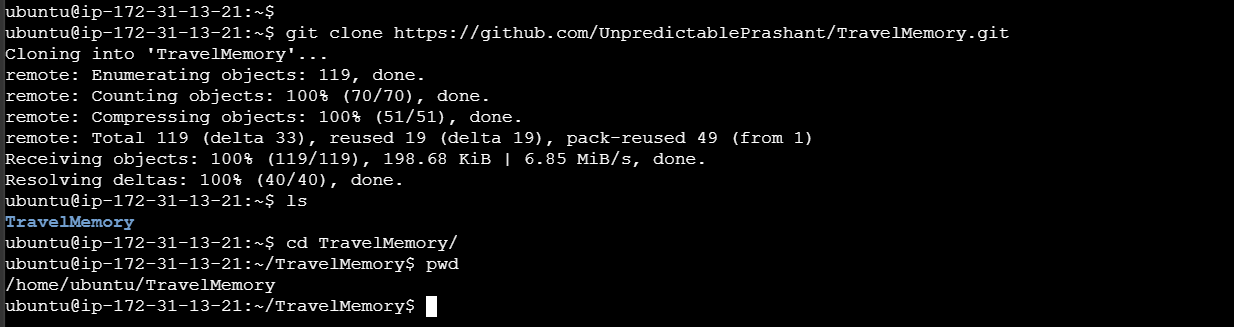 ubuntu@ip-172-31-13-21:~$
ubuntu@ip-172-31-13-21:~$ git clone https://github.com/UnpredictablePrashant/TravelMemory.git
Cloning into 'TravelMemory'...
remote: Enumerating objects: 119, done.
remote: Counting objects: 100% (70/70), done.
remote: Compressing objects: 100% (51/51), done.
remote: Total 119 (delta 33), reused 19 (delta 19), pack-reused 49 (from 1)
Receiving objects: 100% (119/119), 198.68 KiB | 6.85 MiB/s, done.
Resolving deltas: 100% (40/40), done.
ubuntu@ip-172-31-13-21:~$ ls
TravelMemory
ubuntu@ip-172-31-13-21:~$ cd TravelMemory/
ubuntu@ip-172-31-13-21:~/TravelMemory$ pwd
/home/ubuntu/TravelMemory
ubuntu@ip-172-31-13-21:~/TravelMemory$